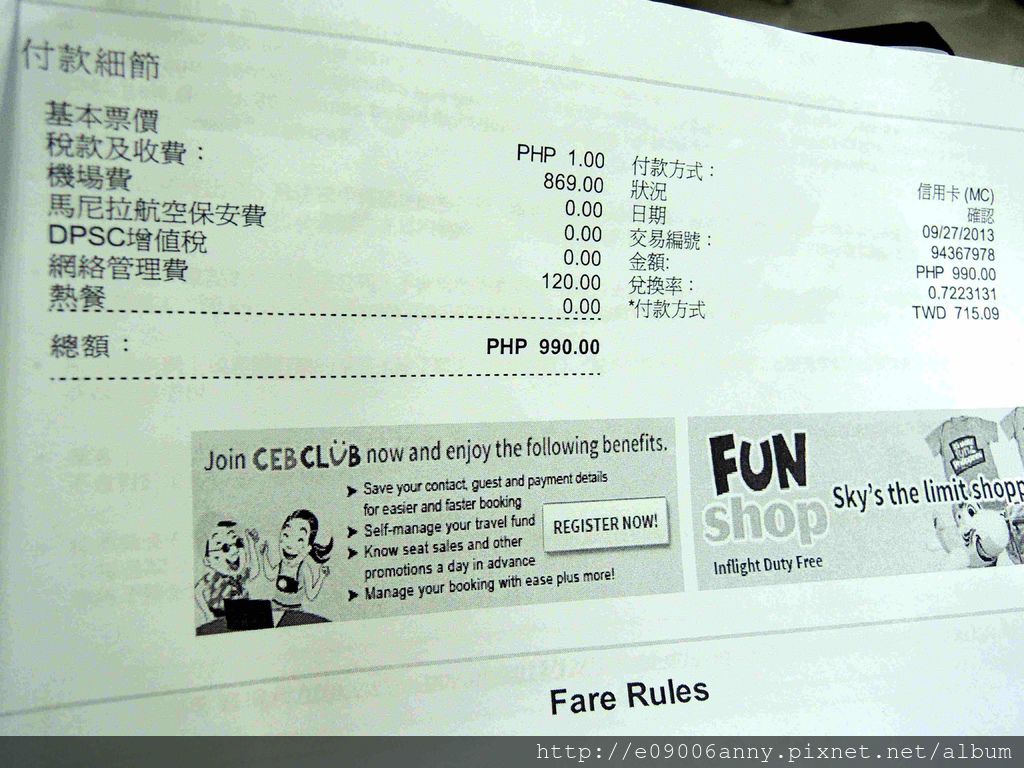 付款細節
基本票價
稅款及收費：
機場費
馬尼拉航空保安費
DPSC增值稅
網絡管理費
熱餐
PHP 1.00
869.00
0.00
0.00
0.00
120.00
0.00
總額：
PHP 990.00
付款方式：
狀況
日期
交易編號：
金額:
兌換率：
*付款方式
信用卡 (MC)
確認
09/27/2013
94367978
PHP 990.00
0.7223131
TWD 715.09
Join CEB CLÜB now and enjoy the following benefits.
➤ Save your contact, guest and payment details
for easier and faster booking
➤ Self-manage your travel fund
➤ Know seat sales and other
promotions a day in advance
➤ Manage your booking with ease plus more!
REGISTER NOW!
FUN
shop
Sky's the limit shopp
Inflight Duty Free
Fare Rules
http://e09006anny.pixnet.net/album